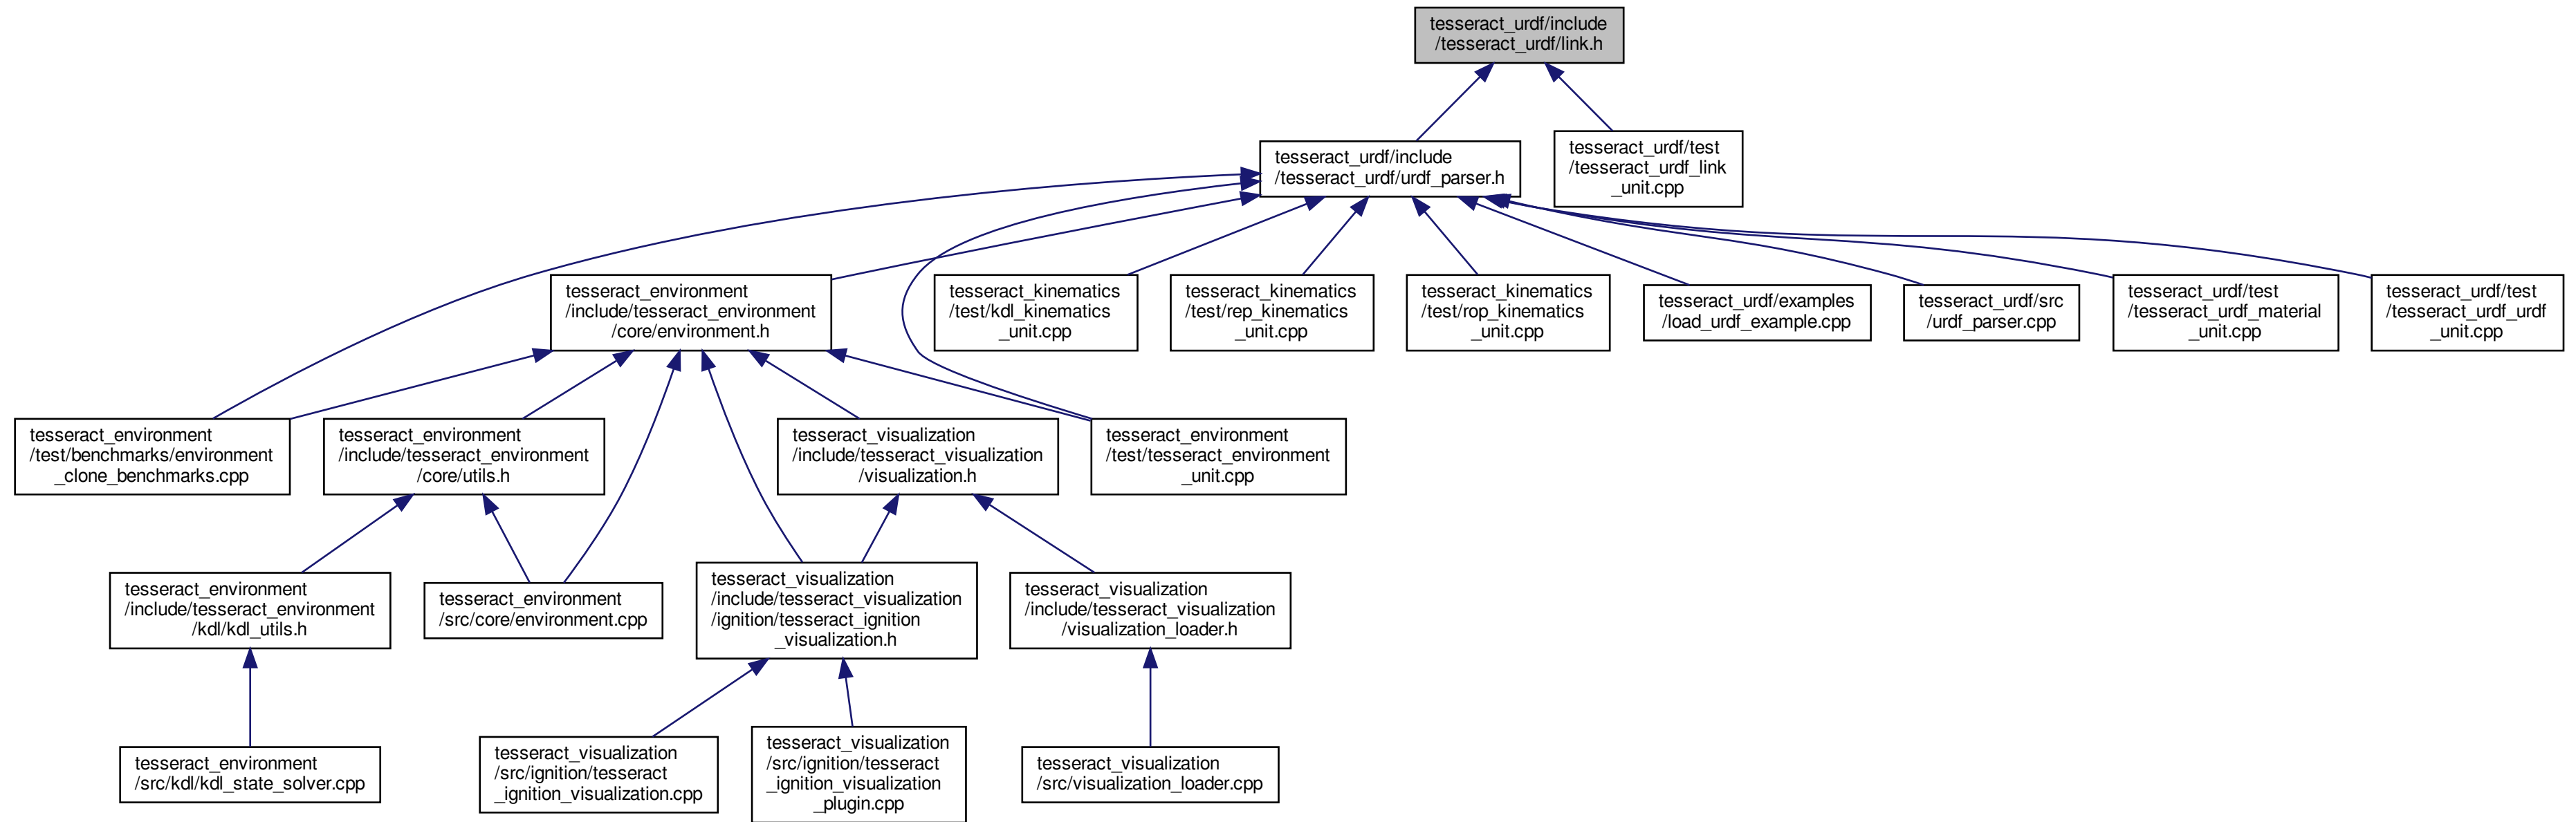 tesseract_urdf/include
/tesseract_urdf/link.h
tesseract_urdf/include
/tesseract_urdf/urdf_parser.h
tesseract_urdf/test
/tesseract_urdf_link
_unit.cpp
tesseract_environment
/include/tesseract_environment
/core/environment.h
tesseract_kinematics
/test/kdl_kinematics
_unit.cpp
tesseract_kinematics
/test/rep_kinematics
_unit.cpp
tesseract_kinematics
/test/rop_kinematics
_unit.cpp
tesseract_urdf/examples
/load_urdf_example.cpp
tesseract_urdf/src
/urdf_parser.cpp
tesseract_urdf/test
/tesseract_urdf_material
_unit.cpp
tesseract_urdf/test
/tesseract_urdf_urdf
_unit.cpp
tesseract_environment
/test/benchmarks/environment
_clone_benchmarks.cpp
tesseract_environment
/include/tesseract_environment
/core/utils.h
tesseract_visualization
/include/tesseract_visualization
/visualization.h
tesseract_environment
/test/tesseract_environment
_unit.cpp
tesseract_environment
/include/tesseract_environment
/kdl/kdl_utils.h
tesseract_environment
/src/core/environment.cpp
tesseract_visualization
/include/tesseract_visualization
/ignition/tesseract_ignition
_visualization.h
tesseract_visualization
/include/tesseract_visualization
/visualization_loader.h
tesseract_environment
/src/kdl/kdl_state_solver.cpp
tesseract_visualization
/src/ignition/tesseract
_ignition_visualization.cpp
tesseract_visualization
/src/ignition/tesseract
_ignition_visualization
_plugin.cpp
tesseract_visualization
/src/visualization_loader.cpp